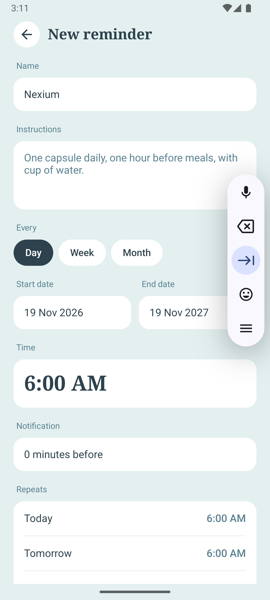 3:11
New reminder
Name
Nexium
Instructions
One capsule daily, one hour before meals, with
cup of water.
Every
Day Week Month
Start date End date
19 Nov 2026 19 Nov 2027
Time
6:00 AM
Notification
0 minutes before
Repeats
Today 6:00 AM
Tomorrow 6:00 AM